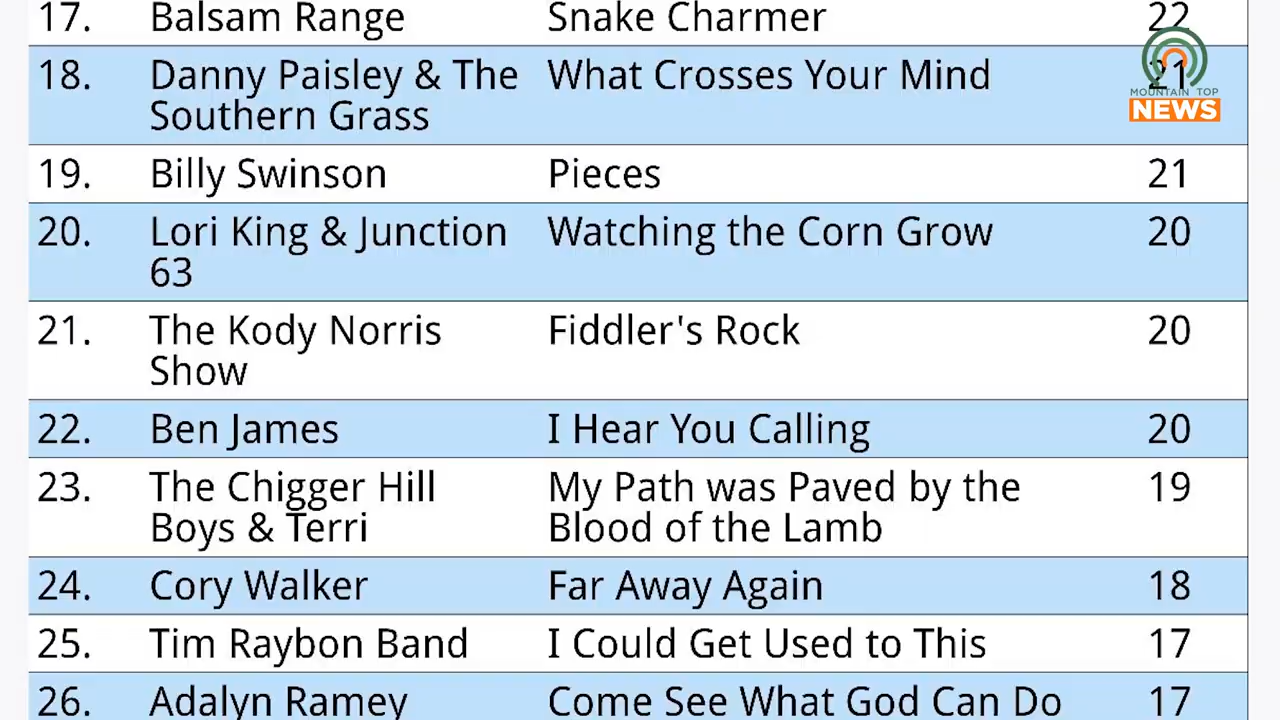 17. Balsam Range Snake Charmer 22
18. Danny Paisley & The What Crosses Your Mind 21
Southern Grass
MOUNTAIN TOP
NEWS
19. Billy Swinson Pieces 21
20. Lori King & Junction Watching the Corn Grow 20
63
21. The Kody Norris Fiddler's Rock 20
Show
22. Ben James I Hear You Calling 20
23. The Chigger Hill My Path was Paved by the 19
Boys & Terri Blood of the Lamb
24. Cory Walker Far Away Again 18
25. Tim Raybon Band I Could Get Used to This 17
26. Adalyn Ramey Come See What God Can Do 17